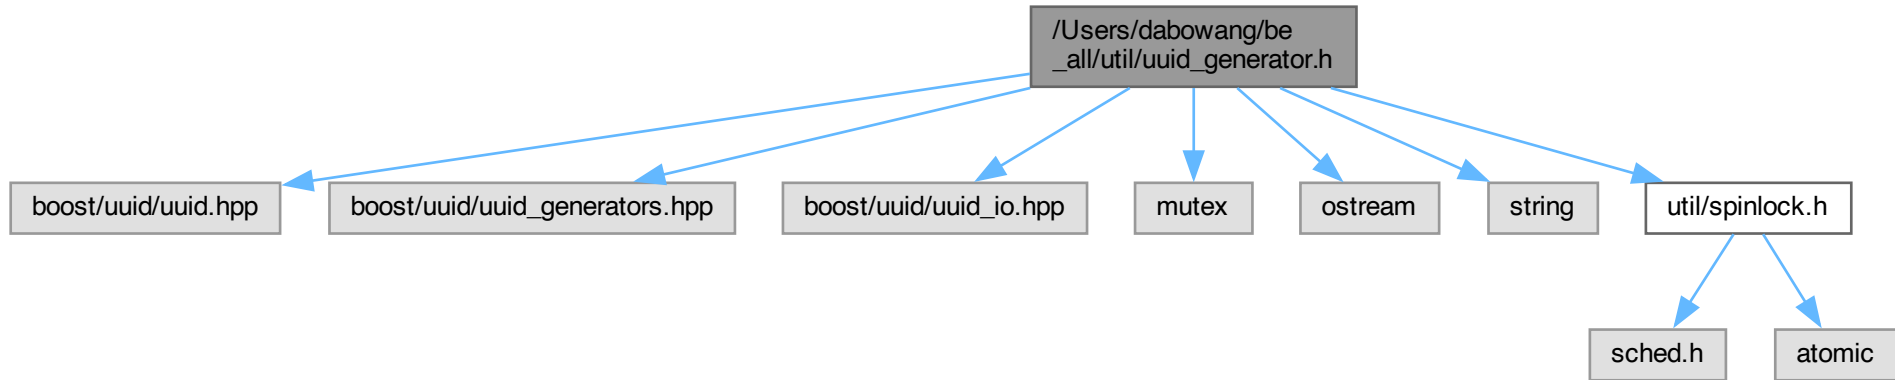 /Users/dabowang/be
_all/util/uuid_generator.h
boost/uuid/uuid.hpp
boost/uuid/uuid_generators.hpp
boost/uuid/uuid_io.hpp
mutex
ostream
string
util/spinlock.h
sched.h
atomic